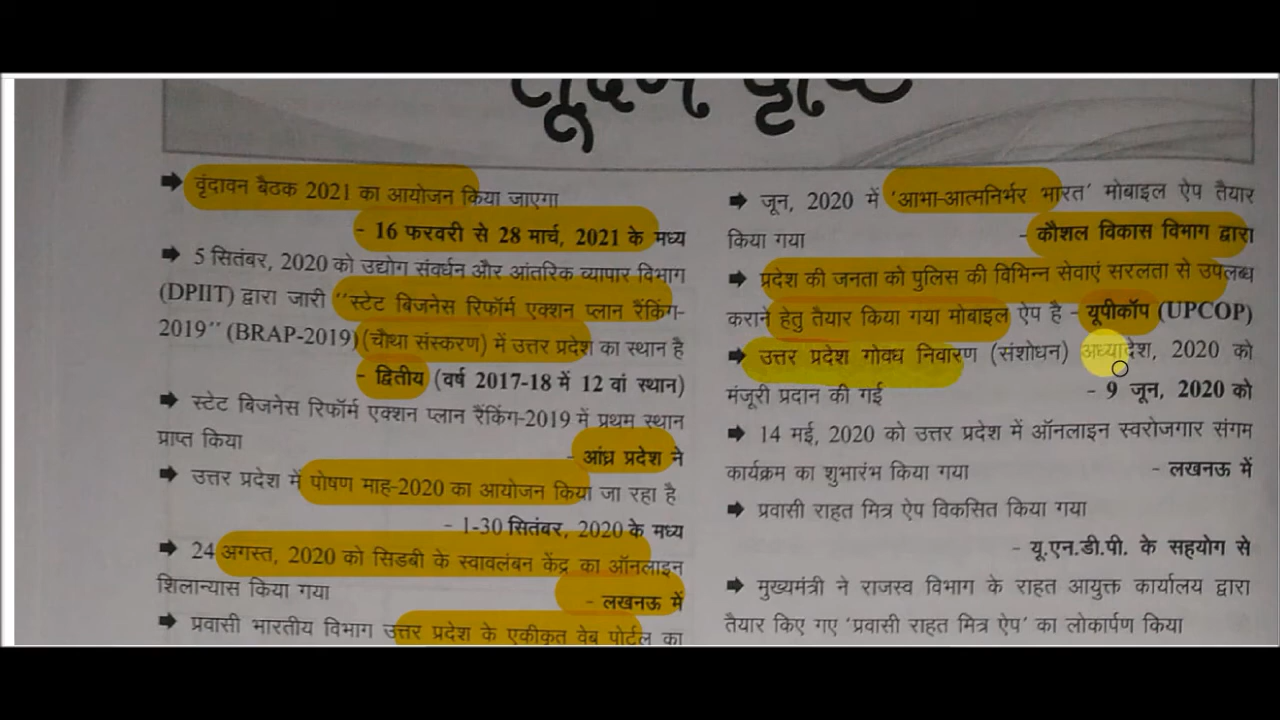 ➡ वृंदावन बैठक 2021 का आयोजन किया जाएगा
- 16 फरवरी से 28 मार्च, 2021 के मध्य
➡ 5 सितंबर, 2020 को उद्योग संवर्धन और आंतरिक व्यापार विभाग
(DPIIT) द्वारा जारी ''स्टेट बिजनेस रिफॉर्म एक्शन प्लान रैंकिंग-
2019'' (BRAP-2019) (चौथा संस्करण) में उत्तर प्रदेश का स्थान है
- द्वितीय (वर्ष 2017-18 में 12 वां स्थान)
➡ स्टेट बिजनेस रिफॉर्म एक्शन प्लान रैंकिंग-2019 में प्रथम स्थान
प्राप्त किया
- आंध्र प्रदेश ने
➡ उत्तर प्रदेश में पोषण माह-2020 का आयोजन किया जा रहा है
- 1-30 सितंबर, 2020 के मध्य
➡ 24 अगस्त, 2020 को सिडबी के स्वावलंबन केंद्र का ऑनलाइन
शिलान्यास किया गया
- लखनऊ में
➡ प्रवासी भारतीय विभाग उत्तर प्रदेश के एकीकृत वेब पोर्टल का
➡ जून, 2020 में 'आभा-आत्मनिर्भर भारत' मोबाइल ऐप तैयार
किया गया - कौशल विकास विभाग द्वारा
➡ प्रदेश की जनता को पुलिस की विभिन्न सेवाएं सरलता से उपलब्ध
कराने हेतु तैयार किया गया मोबाइल ऐप है - यूपीकॉप (UPCOP)
➡ उत्तर प्रदेश गोवध निवारण (संशोधन) अध्यादेश, 2020 को
मंजूरी प्रदान की गई - 9 जून, 2020 को
➡ 14 मई, 2020 को उत्तर प्रदेश में ऑनलाइन स्वरोजगार संगम
कार्यक्रम का शुभारंभ किया गया - लखनऊ में
➡ प्रवासी राहत मित्र ऐप विकसित किया गया
- यू.एन.डी.पी. के सहयोग से
➡ मुख्यमंत्री ने राजस्व विभाग के राहत आयुक्त कार्यालय द्वारा
तैयार किए गए 'प्रवासी राहत मित्र ऐप' का लोकार्पण किया